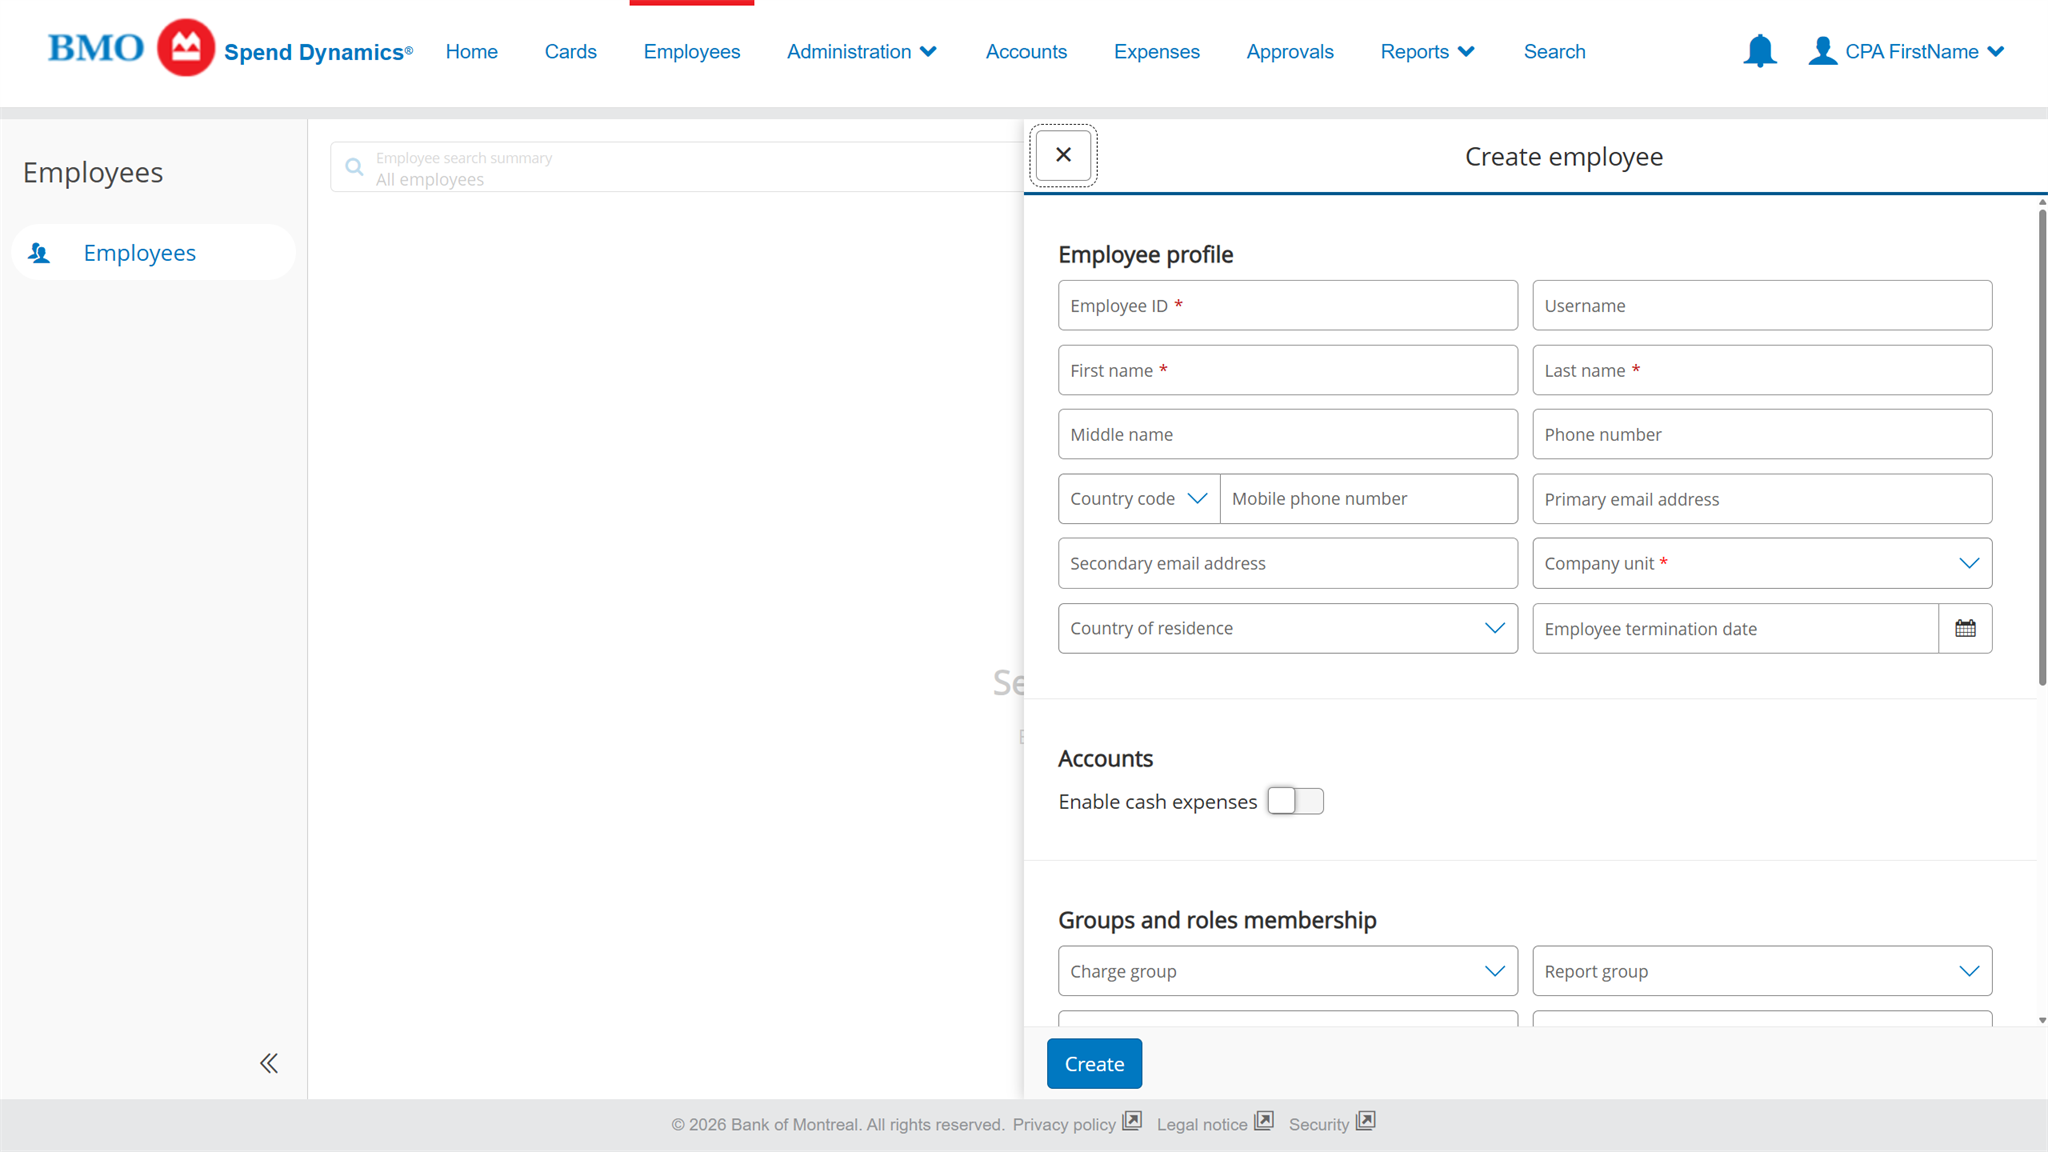 BMO Spend Dynamics®
Home
Cards
Employees
Administration
Accounts
Expenses
Approvals
Reports
Search
CPA FirstName
Employees
Employees
Employee search summary
All employees
Create employee
Employee profile
Employee ID *
Username
First name *
Last name *
Middle name
Phone number
Country code
Mobile phone number
Primary email address
Secondary email address
Company unit *
Country of residence
Employee termination date
Se
Accounts
Enable cash expenses
Groups and roles membership
Charge group
Report group
Create
© 2026 Bank of Montreal. All rights reserved. Privacy policy Legal notice Security